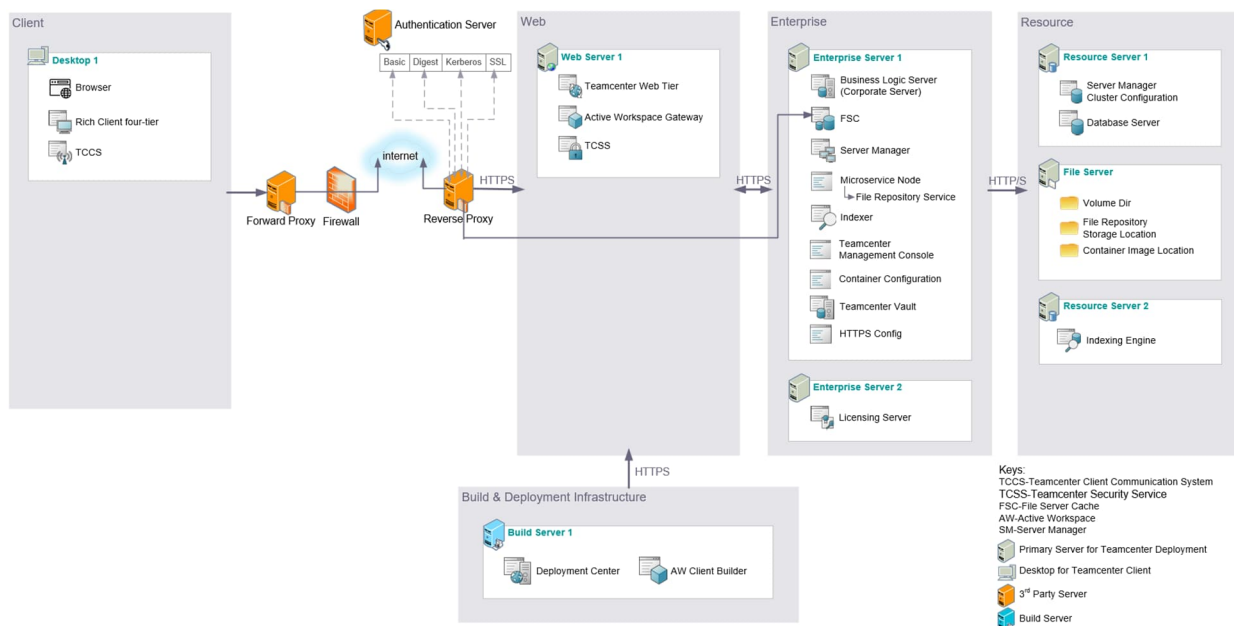 Client
Desktop 1
Browser
Rich Client four-tier
TCCS
Authentication Server
Basic
Digest
Kerberos
SSL
internet
Forward Proxy
Firewall
Reverse Proxy
HTTPS
Web
Web Server 1
Teamcenter Web Tier
Active Workspace Gateway
TCSS
HTTPS
Enterprise
Enterprise Server 1
Business Logic Server
(Corporate Server)
FSC
Server Manager
Microservice Node
File Repository Service
Indexer
Teamcenter
Management Console
Container Configuration
Teamcenter Vault
HTTPS Config
Enterprise Server 2
Licensing Server
HTTP/S
Resource
Resource Server 1
Server Manager
Cluster Configuration
Database Server
File Server
Volume Dir
File Repository
Storage Location
Container Image Location
Resource Server 2
Indexing Engine
HTTPS
Build & Deployment Infrastructure
Build Server 1
Deployment Center
AW Client Builder
Keys:
TCCS-Teamcenter Client Communication System
TCSS-Teamcenter Security Service
FSC-File Server Cache
AW-Active Workspace
SM-Server Manager
Primary Server for Teamcenter Deployment
Desktop for Teamcenter Client
3rd Party Server
Build Server